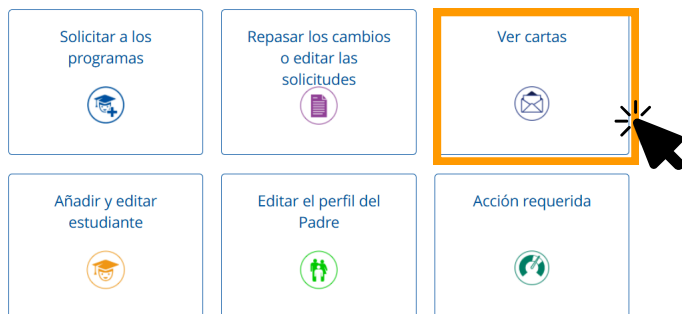 Solicitar a los
programas
Repasar los cambios
o editar las
solicitudes
Ver cartas
Añadir y editar
estudiante
Editar el perfil del
Padre
Acción requerida